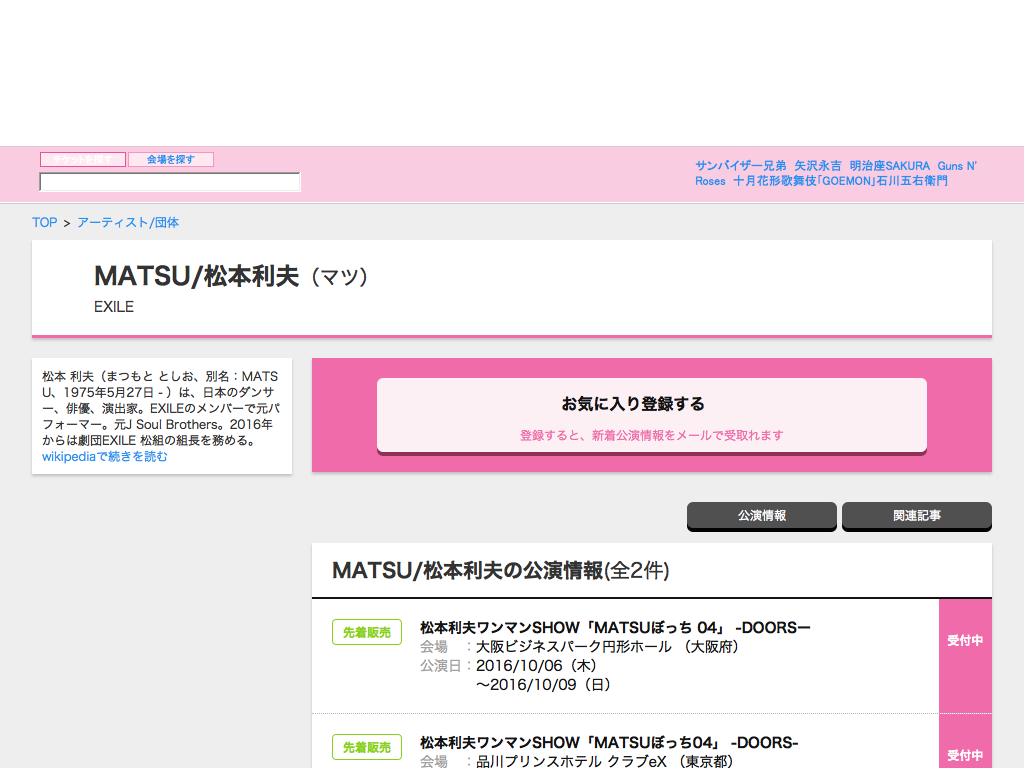 チケットを探す 会場を探す
サンバイザー兄弟 矢沢永吉 明治座SAKURA Guns N'
Roses 十月花形歌舞伎「GOEMON」石川五右衛門
TOP > アーティスト/団体
MATSU/松本利夫（マツ）
EXILE
松本 利夫（まつもと としお、別名：MATS
U、1975年5月27日 - ）は、日本のダンサ
ー、俳優、演出家。EXILEのメンバーで元パ
フォーマー。元J Soul Brothers。2016年
からは劇団EXILE 松組の組長を務める。
wikipediaで続きを読む
お気に入り登録する
登録すると、新着公演情報をメールで受取れます
公演情報 関連記事
MATSU/松本利夫の公演情報(全2件)
先着販売 松本利夫ワンマンSHOW「MATSUぼっち 04」 -DOORSー
会場 ：大阪ビジネスパーク円形ホール （大阪府）
受付中
公演日：2016/10/06（木）
～2016/10/09（日）
先着販売 松本利夫ワンマンSHOW「MATSUぼっち04」 -DOORS-
会場 ：品川プリンスホテル クラブeX （東京都）
受付中